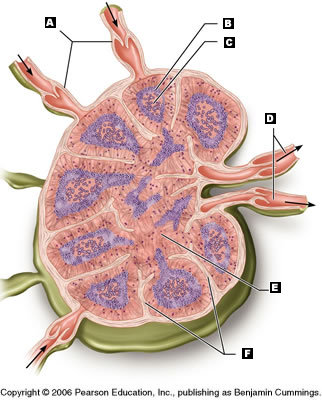 A
B
C
D
E
F
Copyright © 2006 Pearson Education, Inc., publishing as Benjamin Cummings.